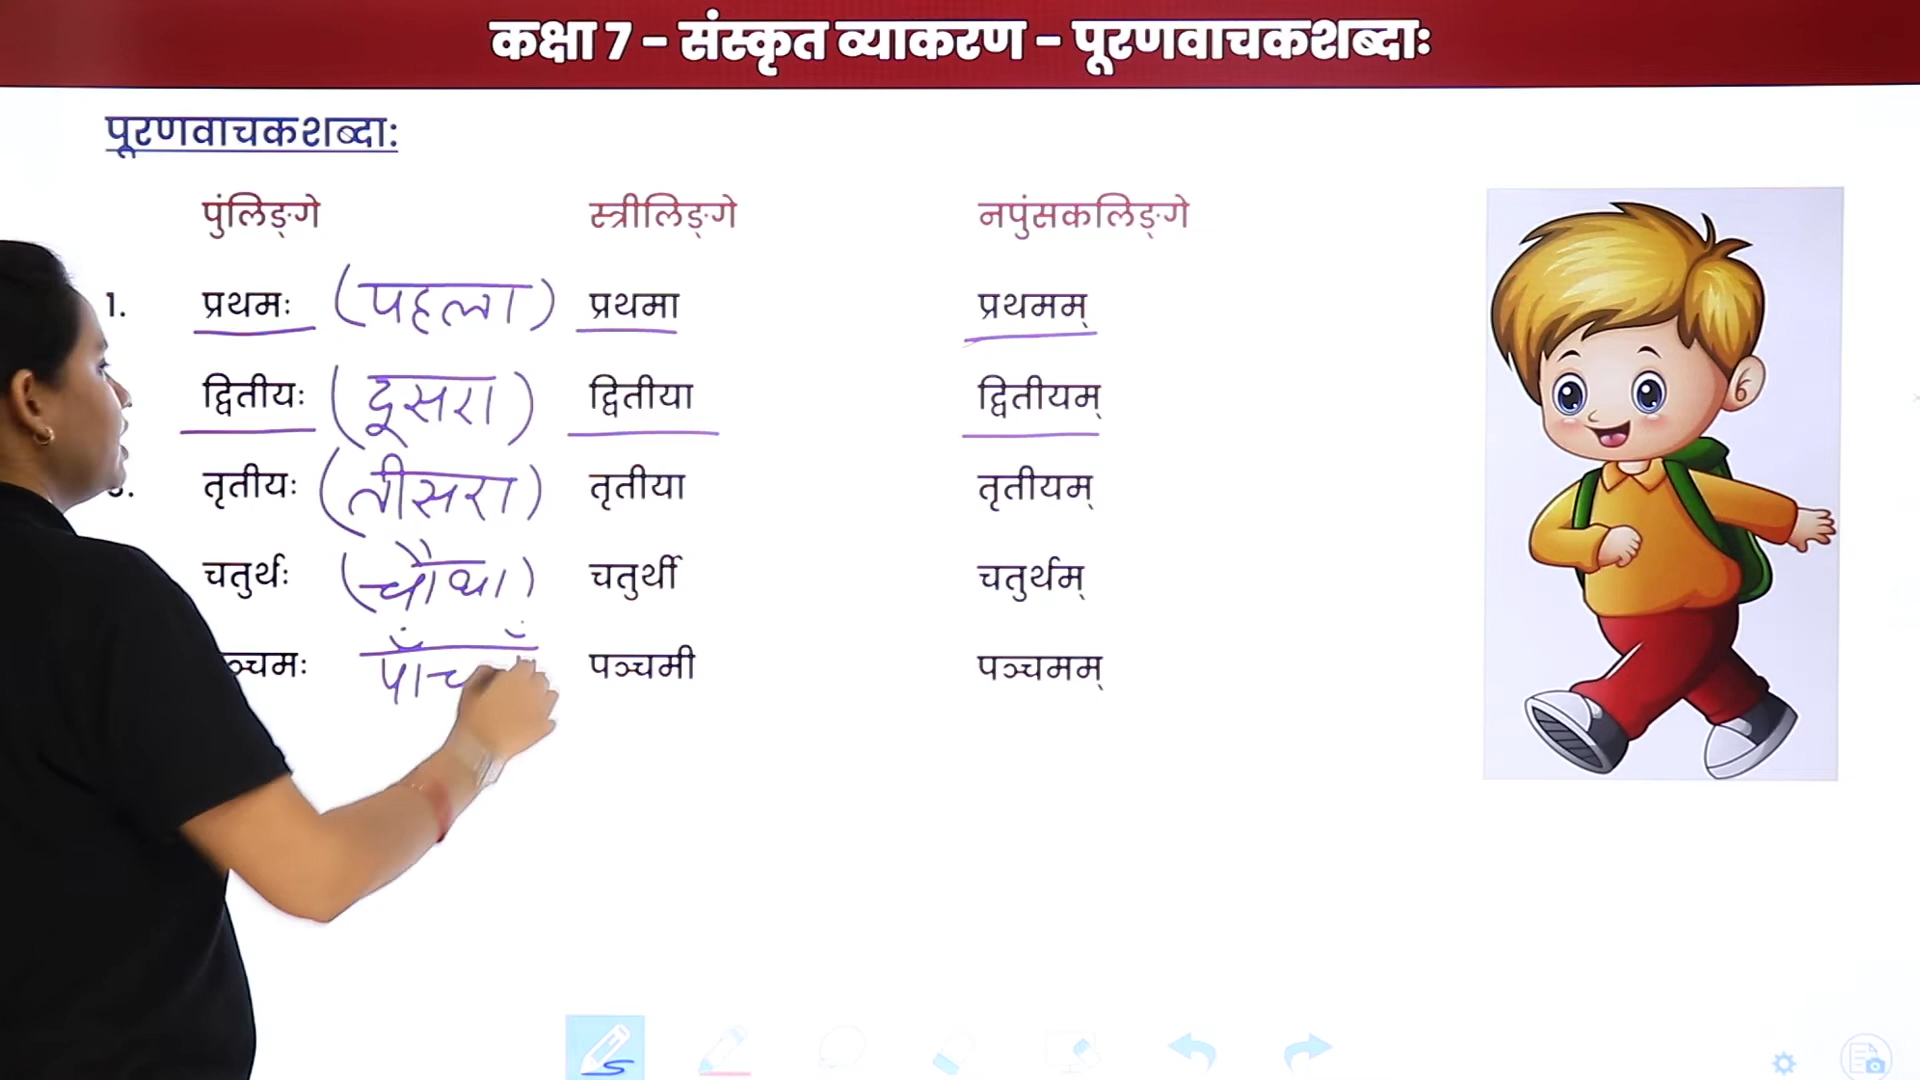 कक्षा 7 - संस्कृत व्याकरण - पूरणवाचकशब्दाः
पूरणवाचकशब्दा:
पुंलिङ्गे स्त्रीलिङ्गे नपुंसकलिङ्गे
1. प्रथमः (पहला) प्रथमा प्रथमम्
द्वितीयः (दूसरा) द्वितीया द्वितीयम्
तृतीयः (तीसरा) तृतीया तृतीयम्
चतुर्थः (चौथा) चतुर्थी चतुर्थम्
पञ्चमी पञ्चमम्